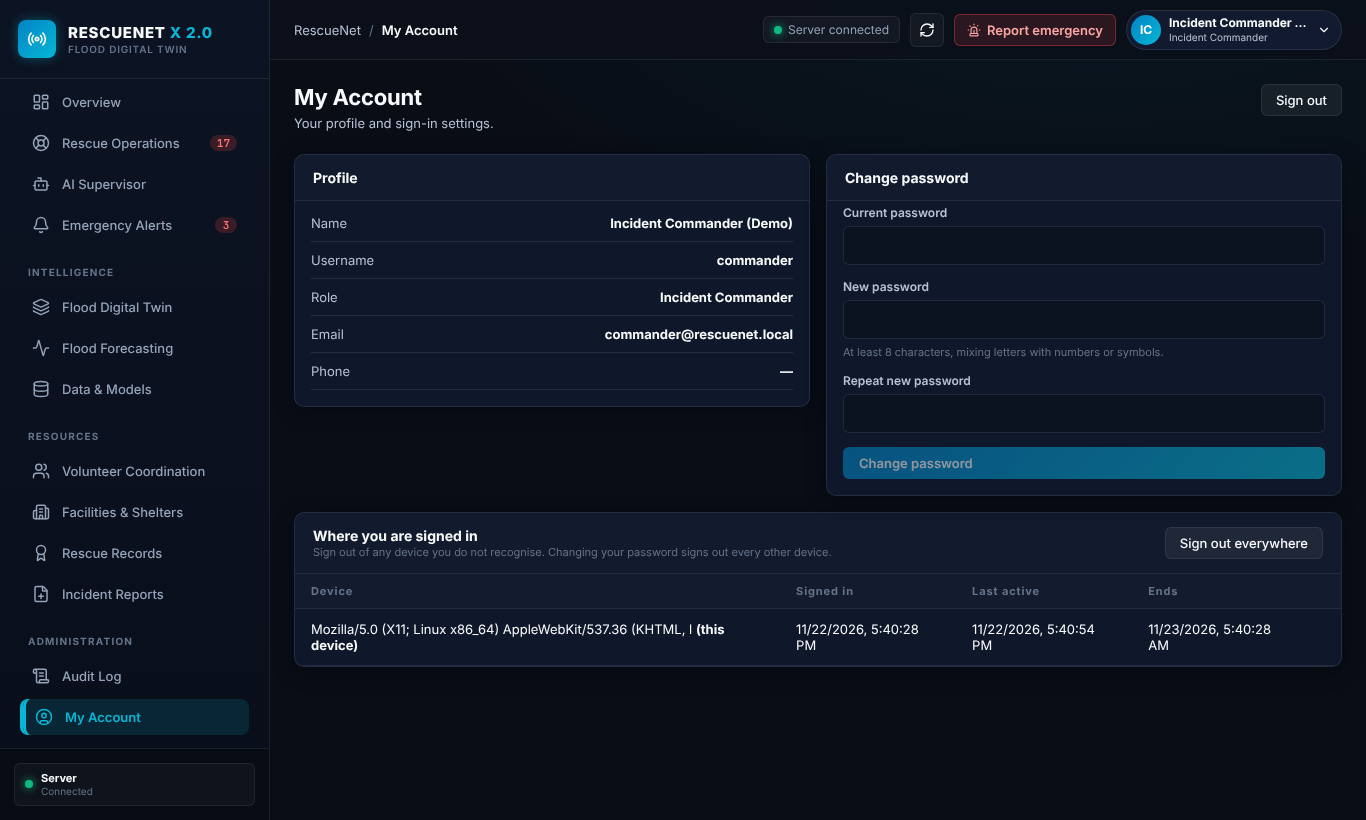 RESCUENET X 2.0
FLOOD DIGITAL TWIN
Overview
Rescue Operations 17
AI Supervisor
Emergency Alerts 3
INTELLIGENCE
Flood Digital Twin
Flood Forecasting
Data & Models
RESOURCES
Volunteer Coordination
Facilities & Shelters
Rescue Records
Incident Reports
ADMINISTRATION
Audit Log
My Account
Server
Connected
RescueNet / My Account
Server connected
Report emergency
IC
Incident Commander ...
Incident Commander
My Account
Your profile and sign-in settings.
Sign out
Profile
Name Incident Commander (Demo)
Username commander
Role Incident Commander
Email commander@rescuenet.local
Phone —
Change password
Current password
New password
At least 8 characters, mixing letters with numbers or symbols.
Repeat new password
Change password
Where you are signed in
Sign out of any device you do not recognise. Changing your password signs out every other device.
Sign out everywhere
Device Signed in Last active Ends
Mozilla/5.0 (X11; Linux x86_64) AppleWebKit/537.36 (KHTML, l (this
device)
11/22/2026, 5:40:28
PM
11/22/2026, 5:40:54
PM
11/23/2026, 5:40:28
AM